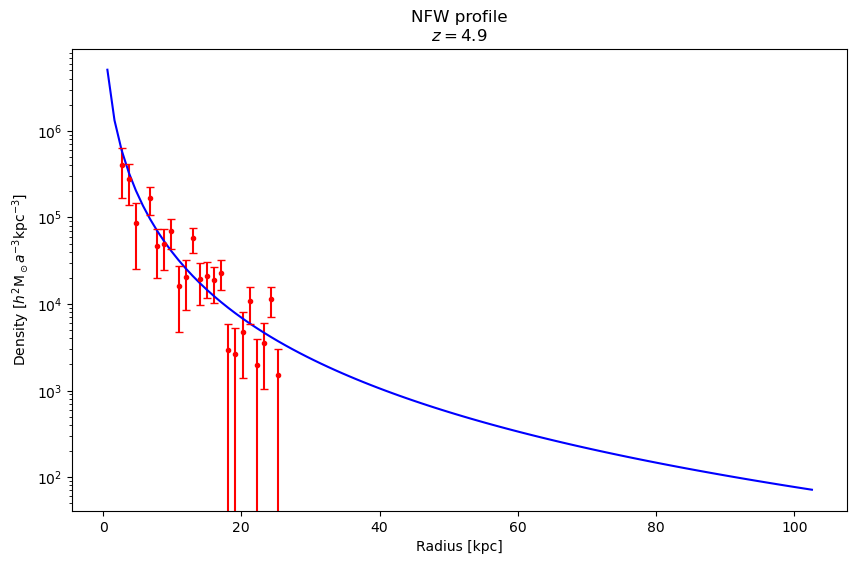 NFW profile
z = 4.9
Density [h²M⊙a⁻³kpc⁻³]
10⁶
10⁵
10⁴
10³
10²
0 20 40 60 80 100
Radius [kpc]